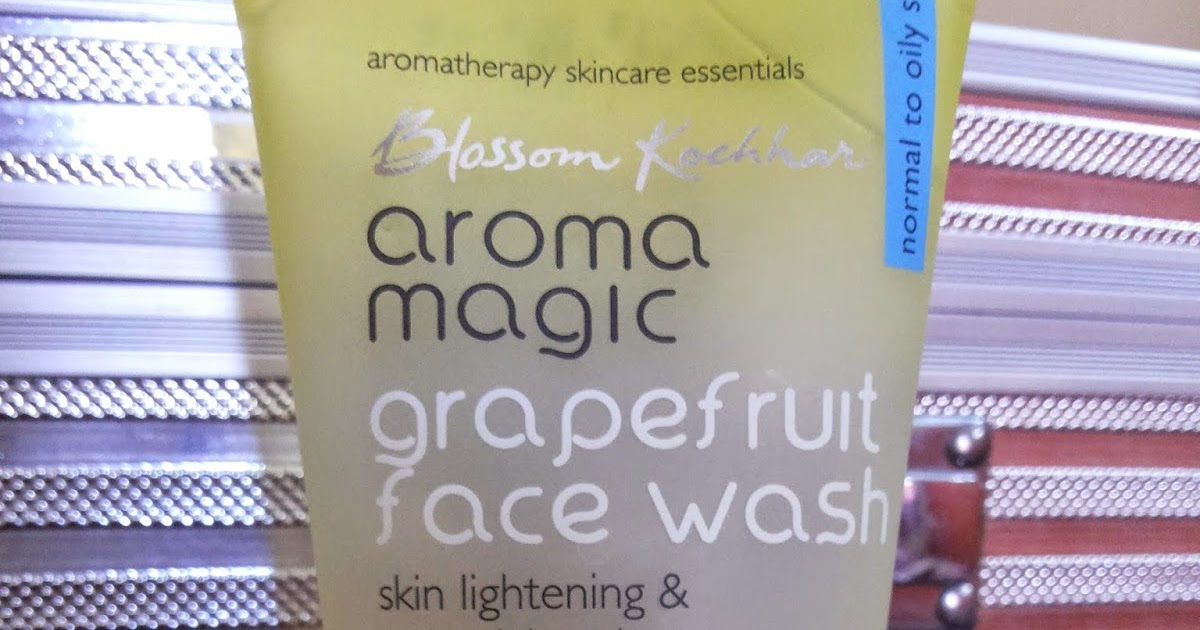 aromatherapy skincare essentials
Blossom Kochhar
aroma
magic
grapefruit
face wash
skin lightening &
normal to oily s